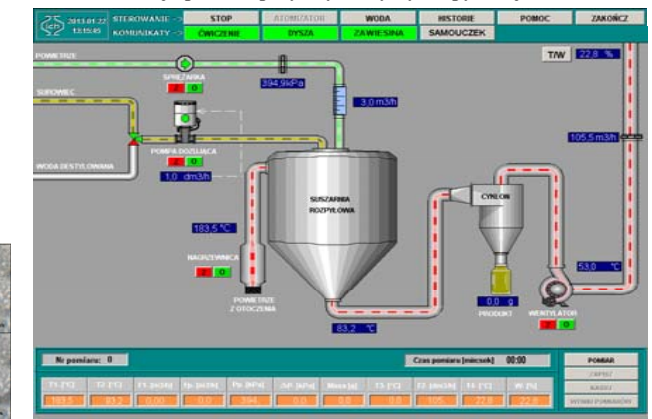 2013-01-22 STEROWANIE -> STOP ATOMIZATOR WODA HISTORIE POMOC ZAKOŃCZ
13:15:45 KOMUNIKATY -> ĆWICZENIE DYSZA ZAWIESINA SAMOUCZEK
POWIETRZE
T/W 22,8 %
SPRĘŻARKA
Z O
394,9kPa
SUROWIEC
3,0 m3/h
105,5 m3/h
POMPA DOZUJĄCA
Z O
WODA DESTYLOWANA
1,0 dm3/h
SUSZARNIA
ROZPYŁOWA
CYKLON
183,5 °C
NAGRZEWNICA
Z O
53,0 °C
POWIETRZE
Z OTOCZENIA
0,0 g
PRODUKT
WENTYLATOR
Z O
83,2 °C
Nr pomiaru: 0 Czas pomiaru [min:sek] 00:00 POMIAR